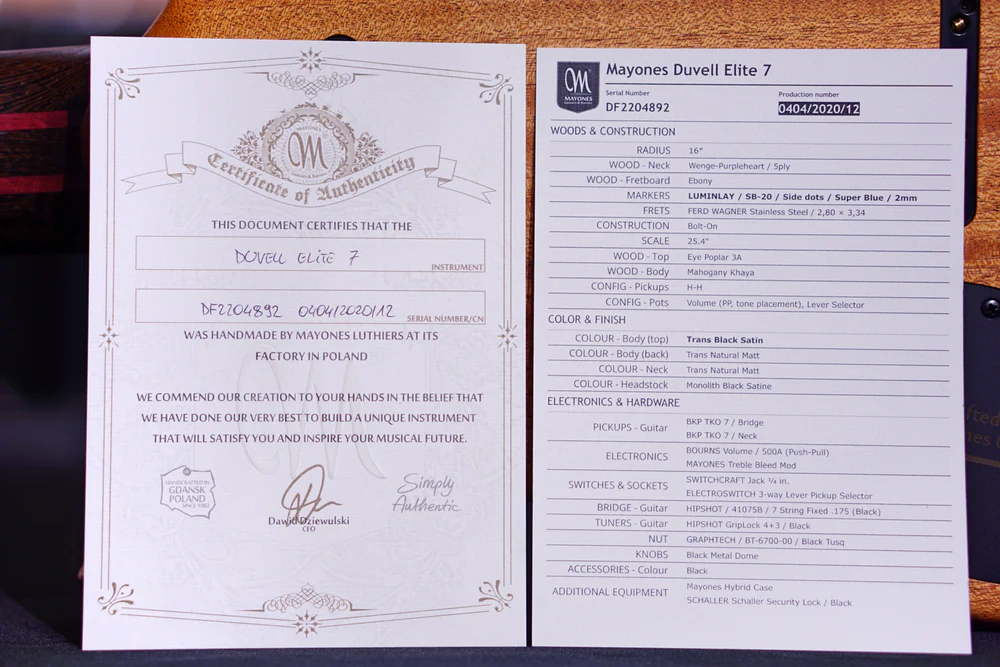 MAYONES
Guitars & Basses
Certificate of Authenticity
THIS DOCUMENT CERTIFIES THAT THE
DUVELL ELITE 7
INSTRUMENT
DF2204892 0404/2020/12
SERIAL NUMBER/CN
WAS HANDMADE BY MAYONES LUTHIERS AT ITS
FACTORY IN POLAND
WE COMMEND OUR CREATION TO YOUR HANDS IN THE BELIEF THAT
WE HAVE DONE OUR VERY BEST TO BUILD A UNIQUE INSTRUMENT
THAT WILL SATISFY YOU AND INSPIRE YOUR MUSICAL FUTURE.
HANDCRAFTED IN
GDANSK
POLAND
SINCE 1982
Dawid Dziewulski
CEO
Simply
Authentic
MAYONES
Guitars & Basses
Mayones Duvell Elite 7
Serial Number Production number
DF2204892 0404/2020/12
WOODS & CONSTRUCTION
RADIUS 16"
WOOD - Neck Wenge-Purpleheart / 5ply
WOOD - Fretboard Ebony
MARKERS LUMINLAY / SB-20 / Side dots / Super Blue / 2mm
FRETS FERD WAGNER Stainless Steel / 2,80 × 3,34
CONSTRUCTION Bolt-On
SCALE 25.4"
WOOD - Top Eye Poplar 3A
WOOD - Body Mahogany Khaya
CONFIG - Pickups H-H
CONFIG - Pots Volume (PP, tone placement), Lever Selector
COLOR & FINISH
COLOUR - Body (top) Trans Black Satin
COLOUR - Body (back) Trans Natural Matt
COLOUR - Neck Trans Natural Matt
COLOUR - Headstock Monolith Black Satine
ELECTRONICS & HARDWARE
PICKUPS - Guitar BKP TKO 7 / Bridge
BKP TKO 7 / Neck
ELECTRONICS BOURNS Volume / 500A (Push-Pull)
MAYONES Treble Bleed Mod
SWITCHES & SOCKETS SWITCHCRAFT Jack ¼ in.
ELECTROSWITCH 3-way Lever Pickup Selector
BRIDGE - Guitar HIPSHOT / 41075B / 7 String Fixed .175 (Black)
TUNERS - Guitar HIPSHOT GripLock 4+3 / Black
NUT GRAPHTECH / BT-6700-00 / Black Tusq
KNOBS Black Metal Dome
ACCESSORIES - Colour Black
ADDITIONAL EQUIPMENT Mayones Hybrid Case
SCHALLER Schaller Security Lock / Black